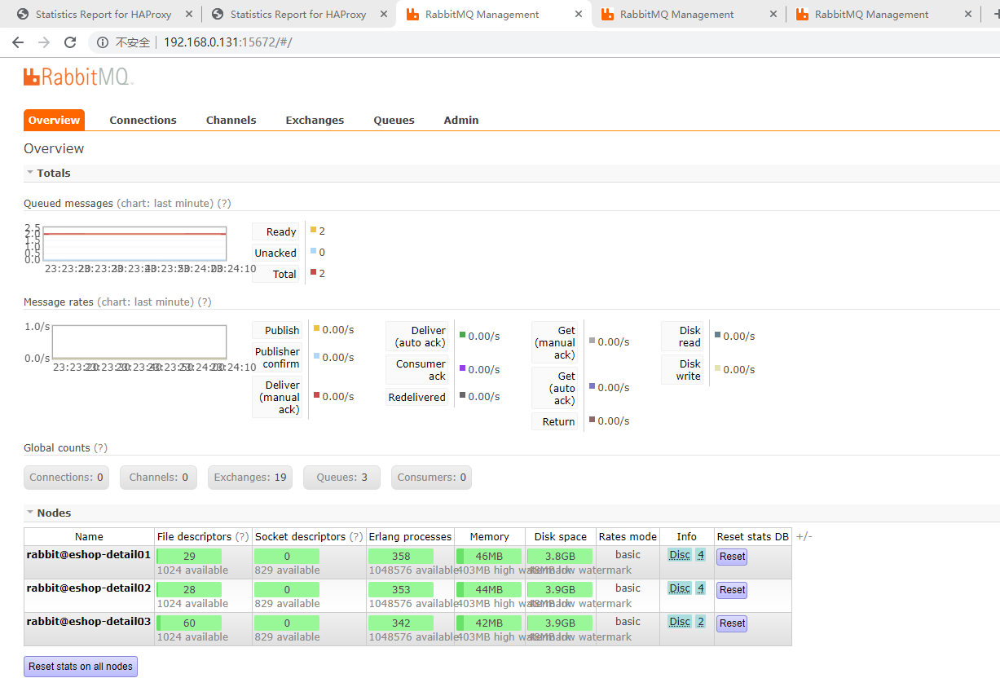 Statistics Report for HAProxy
Statistics Report for HAProxy
RabbitMQ Management
RabbitMQ Management
RabbitMQ Management
不安全 192.168.0.131:15672/#/
RabbitMQ
Overview Connections Channels Exchanges Queues Admin
Overview
Totals
Queued messages (chart: last minute) (?)
2.5
2.0
1.5
1.0
0.5
0.0
23:23:20 23:23:30 23:23:40 23:23:50 23:24:00 23:24:10
Ready 2
Unacked 0
Total 2
Message rates (chart: last minute) (?)
1.0/s
0.0/s
23:23:20 23:23:30 23:23:40 23:23:50 23:24:00 23:24:10
Publish 0.00/s
Publisher
confirm 0.00/s
Deliver
(manual
ack) 0.00/s
Deliver
(auto ack) 0.00/s
Consumer
ack 0.00/s
Redelivered 0.00/s
Get
(manual
ack) 0.00/s
Get
(auto
ack) 0.00/s
Return 0.00/s
Disk
read 0.00/s
Disk
write 0.00/s
Global counts (?)
Connections: 0 Channels: 0 Exchanges: 19 Queues: 3 Consumers: 0
Nodes
Name File descriptors (?) Socket descriptors (?) Erlang processes Memory Disk space Rates mode Info Reset stats DB +/-
rabbit@eshop-detail01 29 0 358 46MB 3.8GB basic Disc 4 Reset
1024 available 829 available 1048576 available 403MB high watermark 48MB low watermark
rabbit@eshop-detail02 28 0 353 44MB 3.9GB basic Disc 4 Reset
1024 available 829 available 1048576 available 403MB high watermark 48MB low watermark
rabbit@eshop-detail03 60 0 342 42MB 3.9GB basic Disc 2 Reset
1024 available 829 available 1048576 available 403MB high watermark 48MB low watermark
Reset stats on all nodes